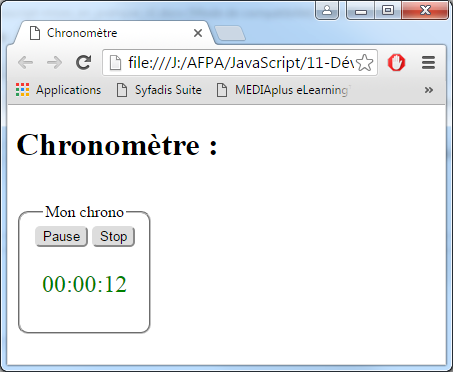 Chronomètre
file:///J:/AFPA/JavaScript/11-Dév
Applications Syfadis Suite MEDIAplus eLearning
Chronomètre :
Mon chrono
Pause Stop
00:00:12